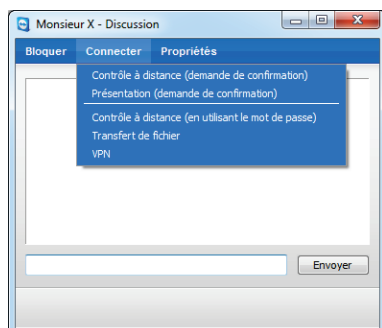 Monsieur X - Discussion
Bloquer Connecter Propriétés
Contrôle à distance (demande de confirmation)
Présentation (demande de confirmation)
Contrôle à distance (en utilisant le mot de passe)
Transfert de fichier
VPN
Envoyer